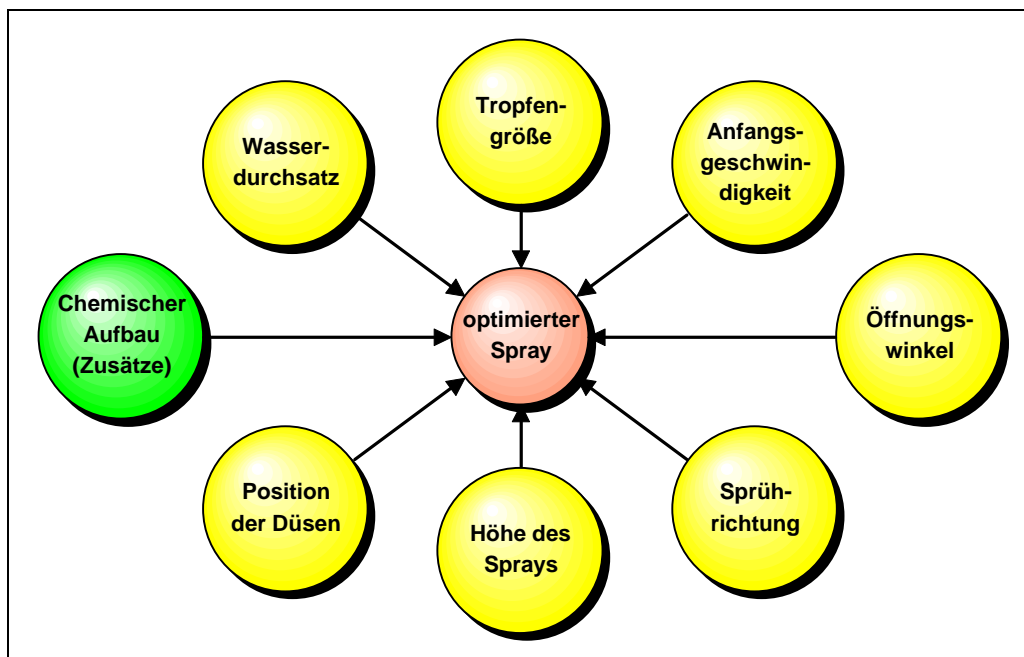 Tropfen-
größe
Wasser-
durchsatz
Anfangs-
geschwin-
digkeit
Chemischer
Aufbau
(Zusätze)
optimierter
Spray
Öffnungs-
winkel
Position
der Düsen
Höhe des
Sprays
Sprüh-
richtung